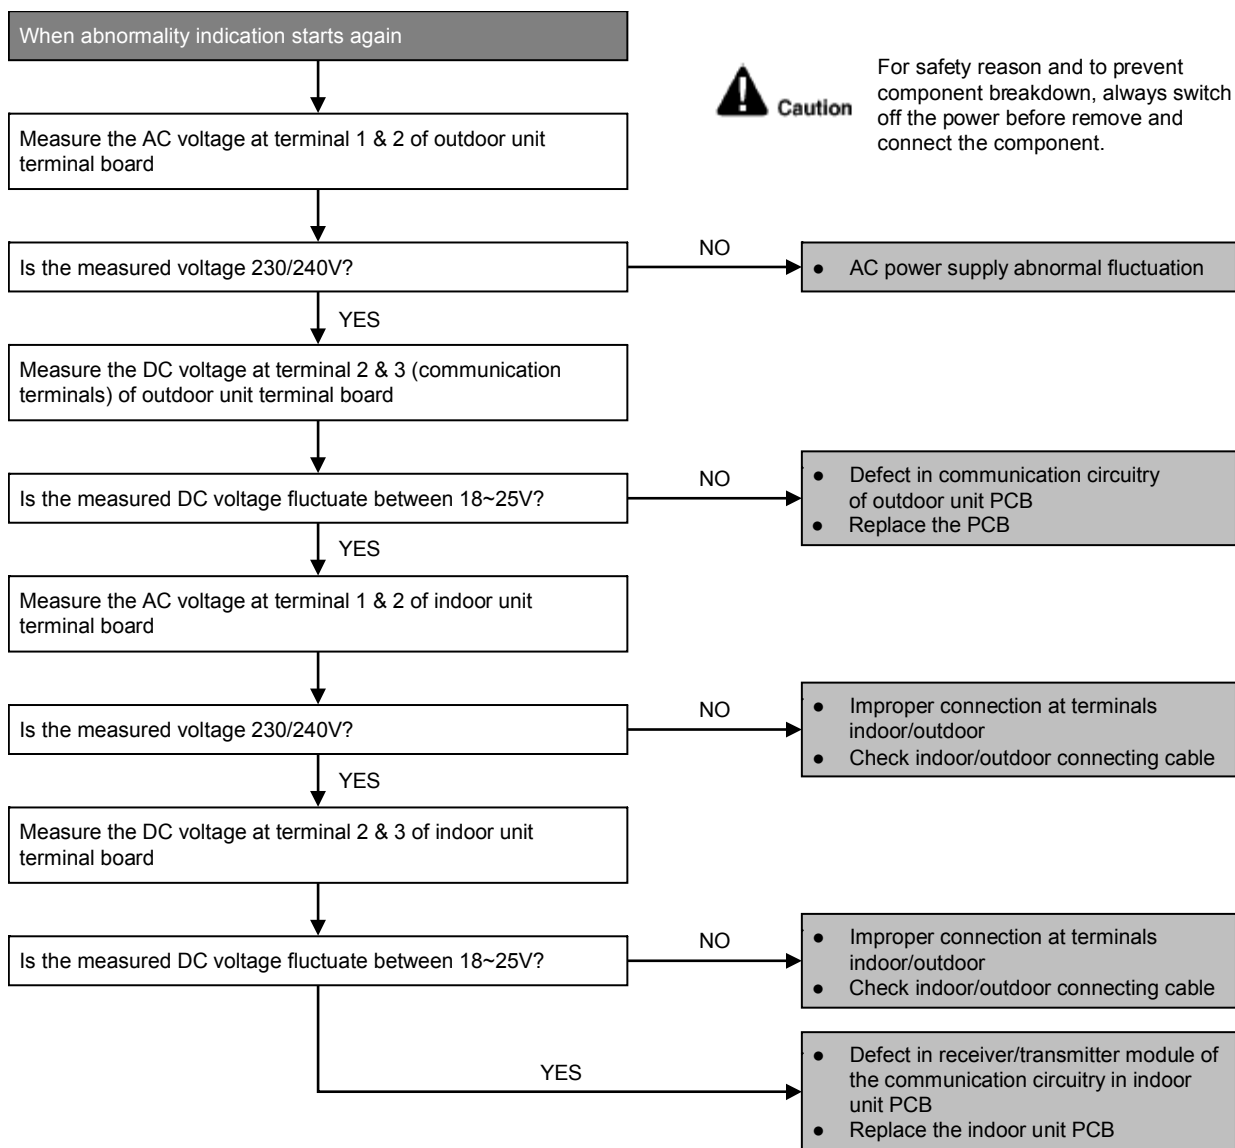 When abnormality indication starts again
Caution
For safety reason and to prevent
component breakdown, always switch
off the power before remove and
connect the component.
Measure the AC voltage at terminal 1 & 2 of outdoor unit
terminal board
Is the measured voltage 230/240V?
NO
● AC power supply abnormal fluctuation
YES
Measure the DC voltage at terminal 2 & 3 (communication
terminals) of outdoor unit terminal board
Is the measured DC voltage fluctuate between 18~25V?
NO
● Defect in communication circuitry
of outdoor unit PCB
● Replace the PCB
YES
Measure the AC voltage at terminal 1 & 2 of indoor unit
terminal board
Is the measured voltage 230/240V?
NO
● Improper connection at terminals
indoor/outdoor
● Check indoor/outdoor connecting cable
YES
Measure the DC voltage at terminal 2 & 3 of indoor unit
terminal board
Is the measured DC voltage fluctuate between 18~25V?
NO
● Improper connection at terminals
indoor/outdoor
● Check indoor/outdoor connecting cable
YES
● Defect in receiver/transmitter module of
the communication circuitry in indoor
unit PCB
● Replace the indoor unit PCB